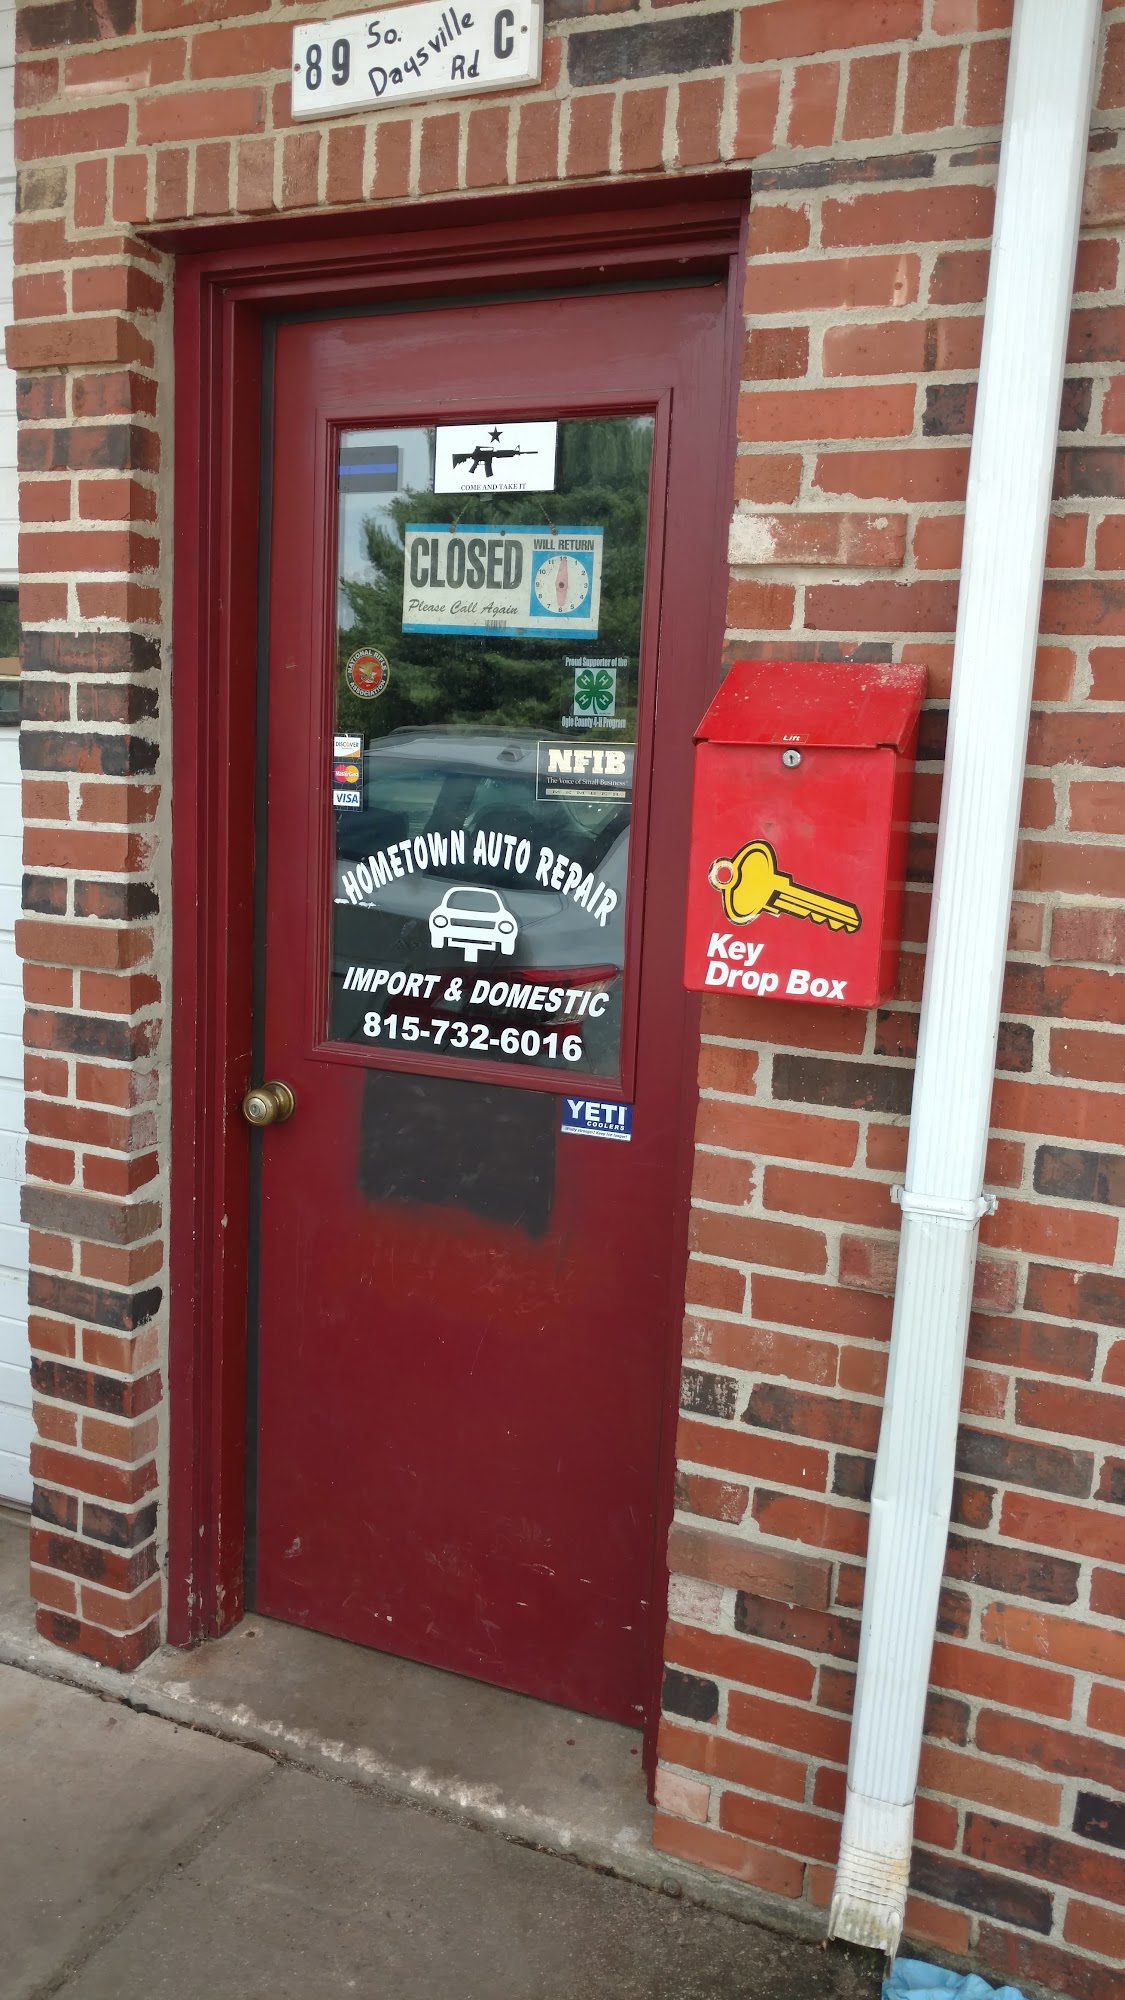 89 So. Daysville Rd C
COME AND TAKE IT
CLOSED
Please Call Again
WILL RETURN
NATIONAL RIFLE ASSOCIATION
Proud Supporter of the
Ogle County 4-H Program
DISCOVER
MasterCard
VISA
NFIB
The Voice of Small Business
MEMBER
HOMETOWN AUTO REPAIR
IMPORT & DOMESTIC
815-732-6016
YETI
COOLERS
Lift
Key
Drop Box